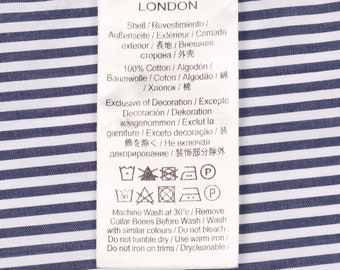 LONDON
Shell / Revestimiento /
Außenseite / Extérieur / Camada
exterior / 表地 / Внешняя
сторона / 外壳
100% Cotton / Algodón /
Baumwolle / Coton / Algodão / 綿
/ Хлопок / 棉
Exclusive of Decoration / Excepto
Decoración / Dekoration
ausgenommen / Exclut la
garniture / Exceto decoração / 装
飾を除く / Не включая
декорирование / 装饰部分除外
Machine Wash at 30°c / Remove
Collar Bones Before Wash / Wash
with similar colours / Do not bleach /
Do not tumble dry / Use warm iron /
Do not iron on trims / Drycleanable /